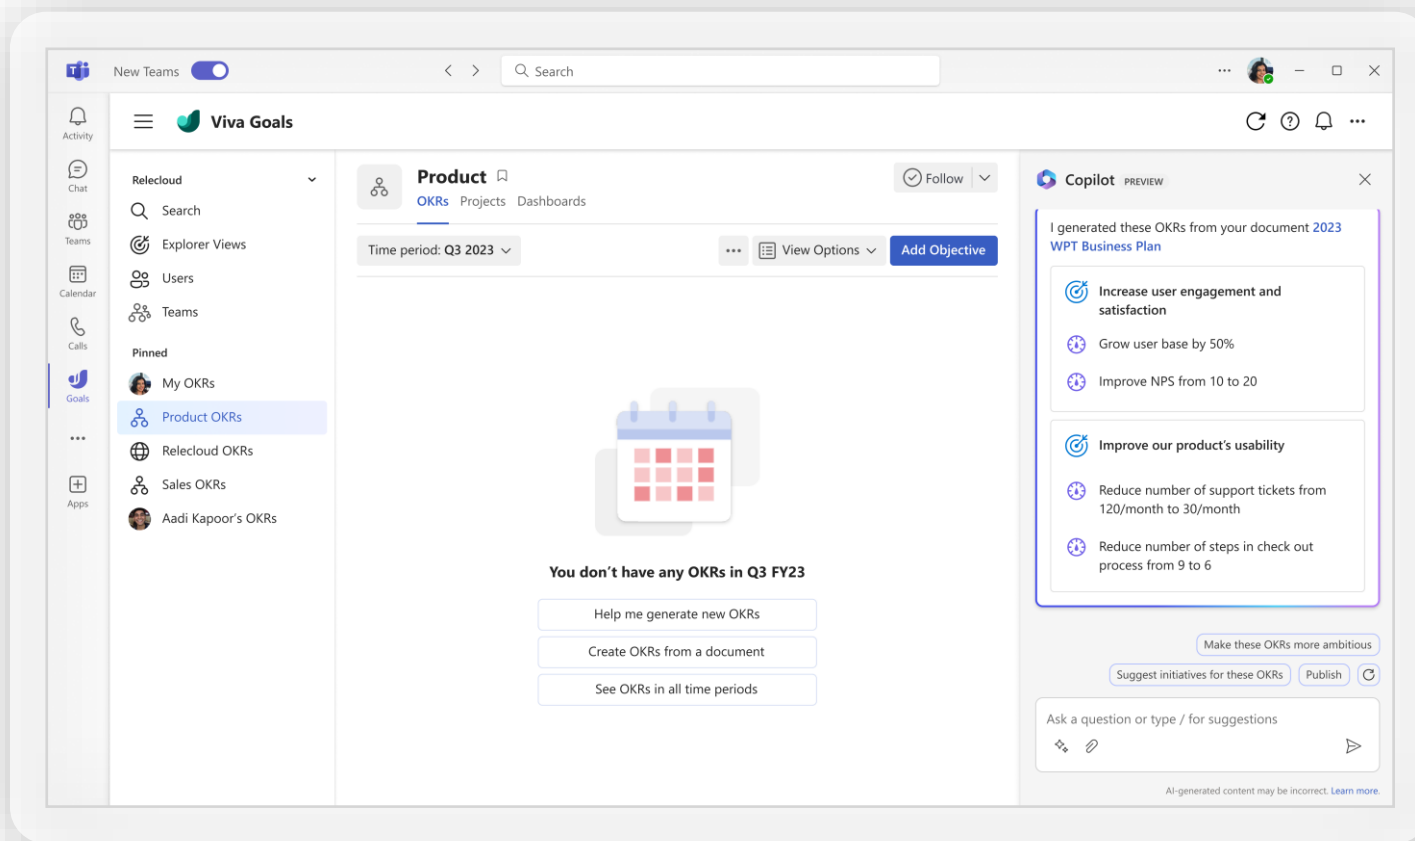 New Teams
Search
Activity
Chat
Teams
Calendar
Calls
Goals
Apps
Viva Goals
Relecloud
Search
Explorer Views
Users
Teams
Pinned
My OKRs
Product OKRs
Relecloud OKRs
Sales OKRs
Aadi Kapoor's OKRs
Product
Follow
OKRs Projects Dashboards
Time period: Q3 2023
View Options
Add Objective
You don't have any OKRs in Q3 FY23
Help me generate new OKRs
Create OKRs from a document
See OKRs in all time periods
Copilot PREVIEW
I generated these OKRs from your document 2023
WPT Business Plan
Increase user engagement and
satisfaction
Grow user base by 50%
Improve NPS from 10 to 20
Improve our product's usability
Reduce number of support tickets from
120/month to 30/month
Reduce number of steps in check out
process from 9 to 6
Make these OKRs more ambitious
Suggest initiatives for these OKRs
Publish
Ask a question or type / for suggestions
AI-generated content may be incorrect. Learn more.